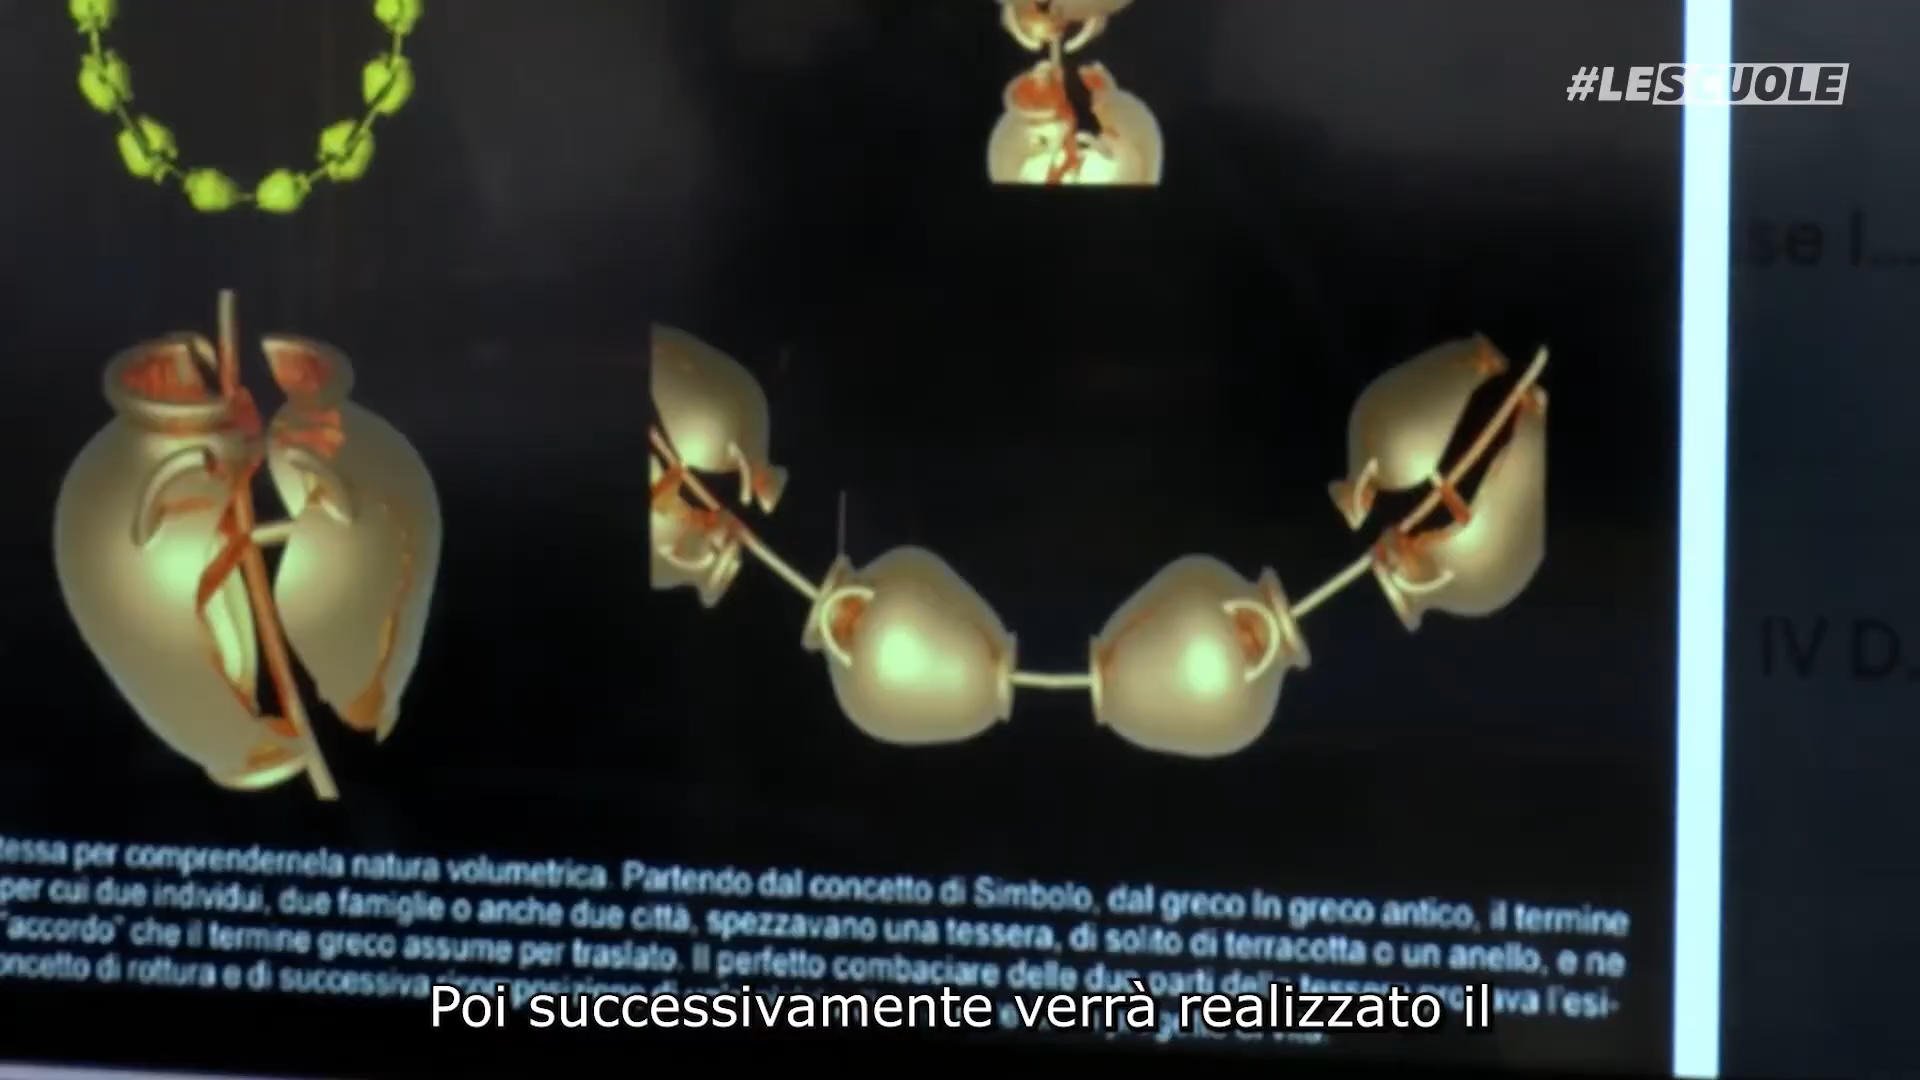 #LESCUOLE
se I....
IV D.
tessa per comprendernela natura volumetrica. Partendo dal concetto di Simbolo, dal greco In greco antico, il termine
per cui due individui, due famiglie o anche due città, spezzavano una tessera, di solito di terracotta o un anello, e ne
"accordo" che il termine greco assume per traslato. Il perfetto combaciare delle due parti della tessera provava l'esi-
oncetto di rottura e di successiva
Poi successivamente verrà realizzato il